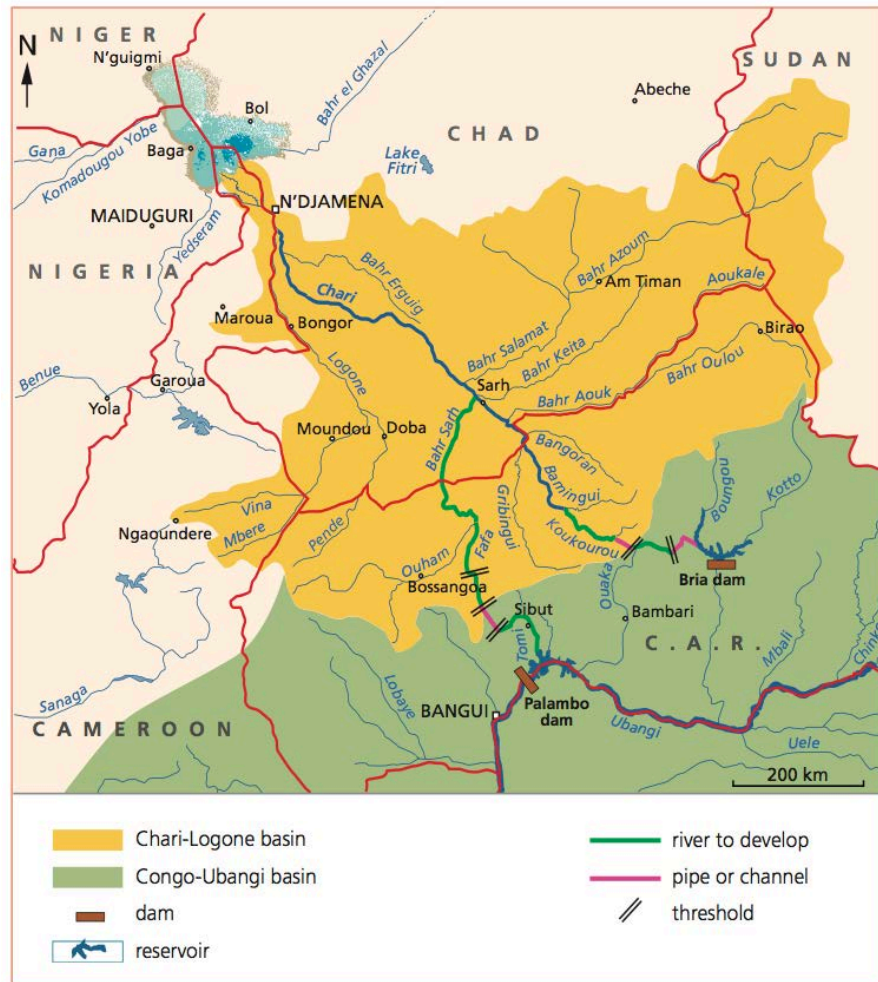 NIGER
N
N'guigmi
SUDAN
Bol
Bahr el Ghazal
Abeche
CHAD
Gana
Komadougou Yobe
Baga
Lake
Fitri
N'DJAMENA
MAIDUGURI
Yedseram
NIGERIA
Bahr Erguig
Bahr Azoum
Chari
Am Timan
Aoukale
Maroua
Bongor
Birao
Logone
Bahr Salamat
Bahr Keita
Bahr Oulou
Benue
Garoua
Yola
Sarh
Bahr Aouk
Moundou
Doba
Bahr Sarh
Bangoran
Bamingui
Gribingui
Boungou
Kotto
Vina
Mbere
Ngaoundere
Pende
Fafa
Koukourou
Ouham
Bossangoa
Ouaka
Bria dam
Sibut
Bambari
Tomi
C.A.R.
Mbali
Chinko
Sanaga
Lobaye
BANGUI
Palambo
dam
Ubangi
CAMEROON
Uele
200 km
Chari-Logone basin
river to develop
Congo-Ubangi basin
pipe or channel
dam
threshold
reservoir